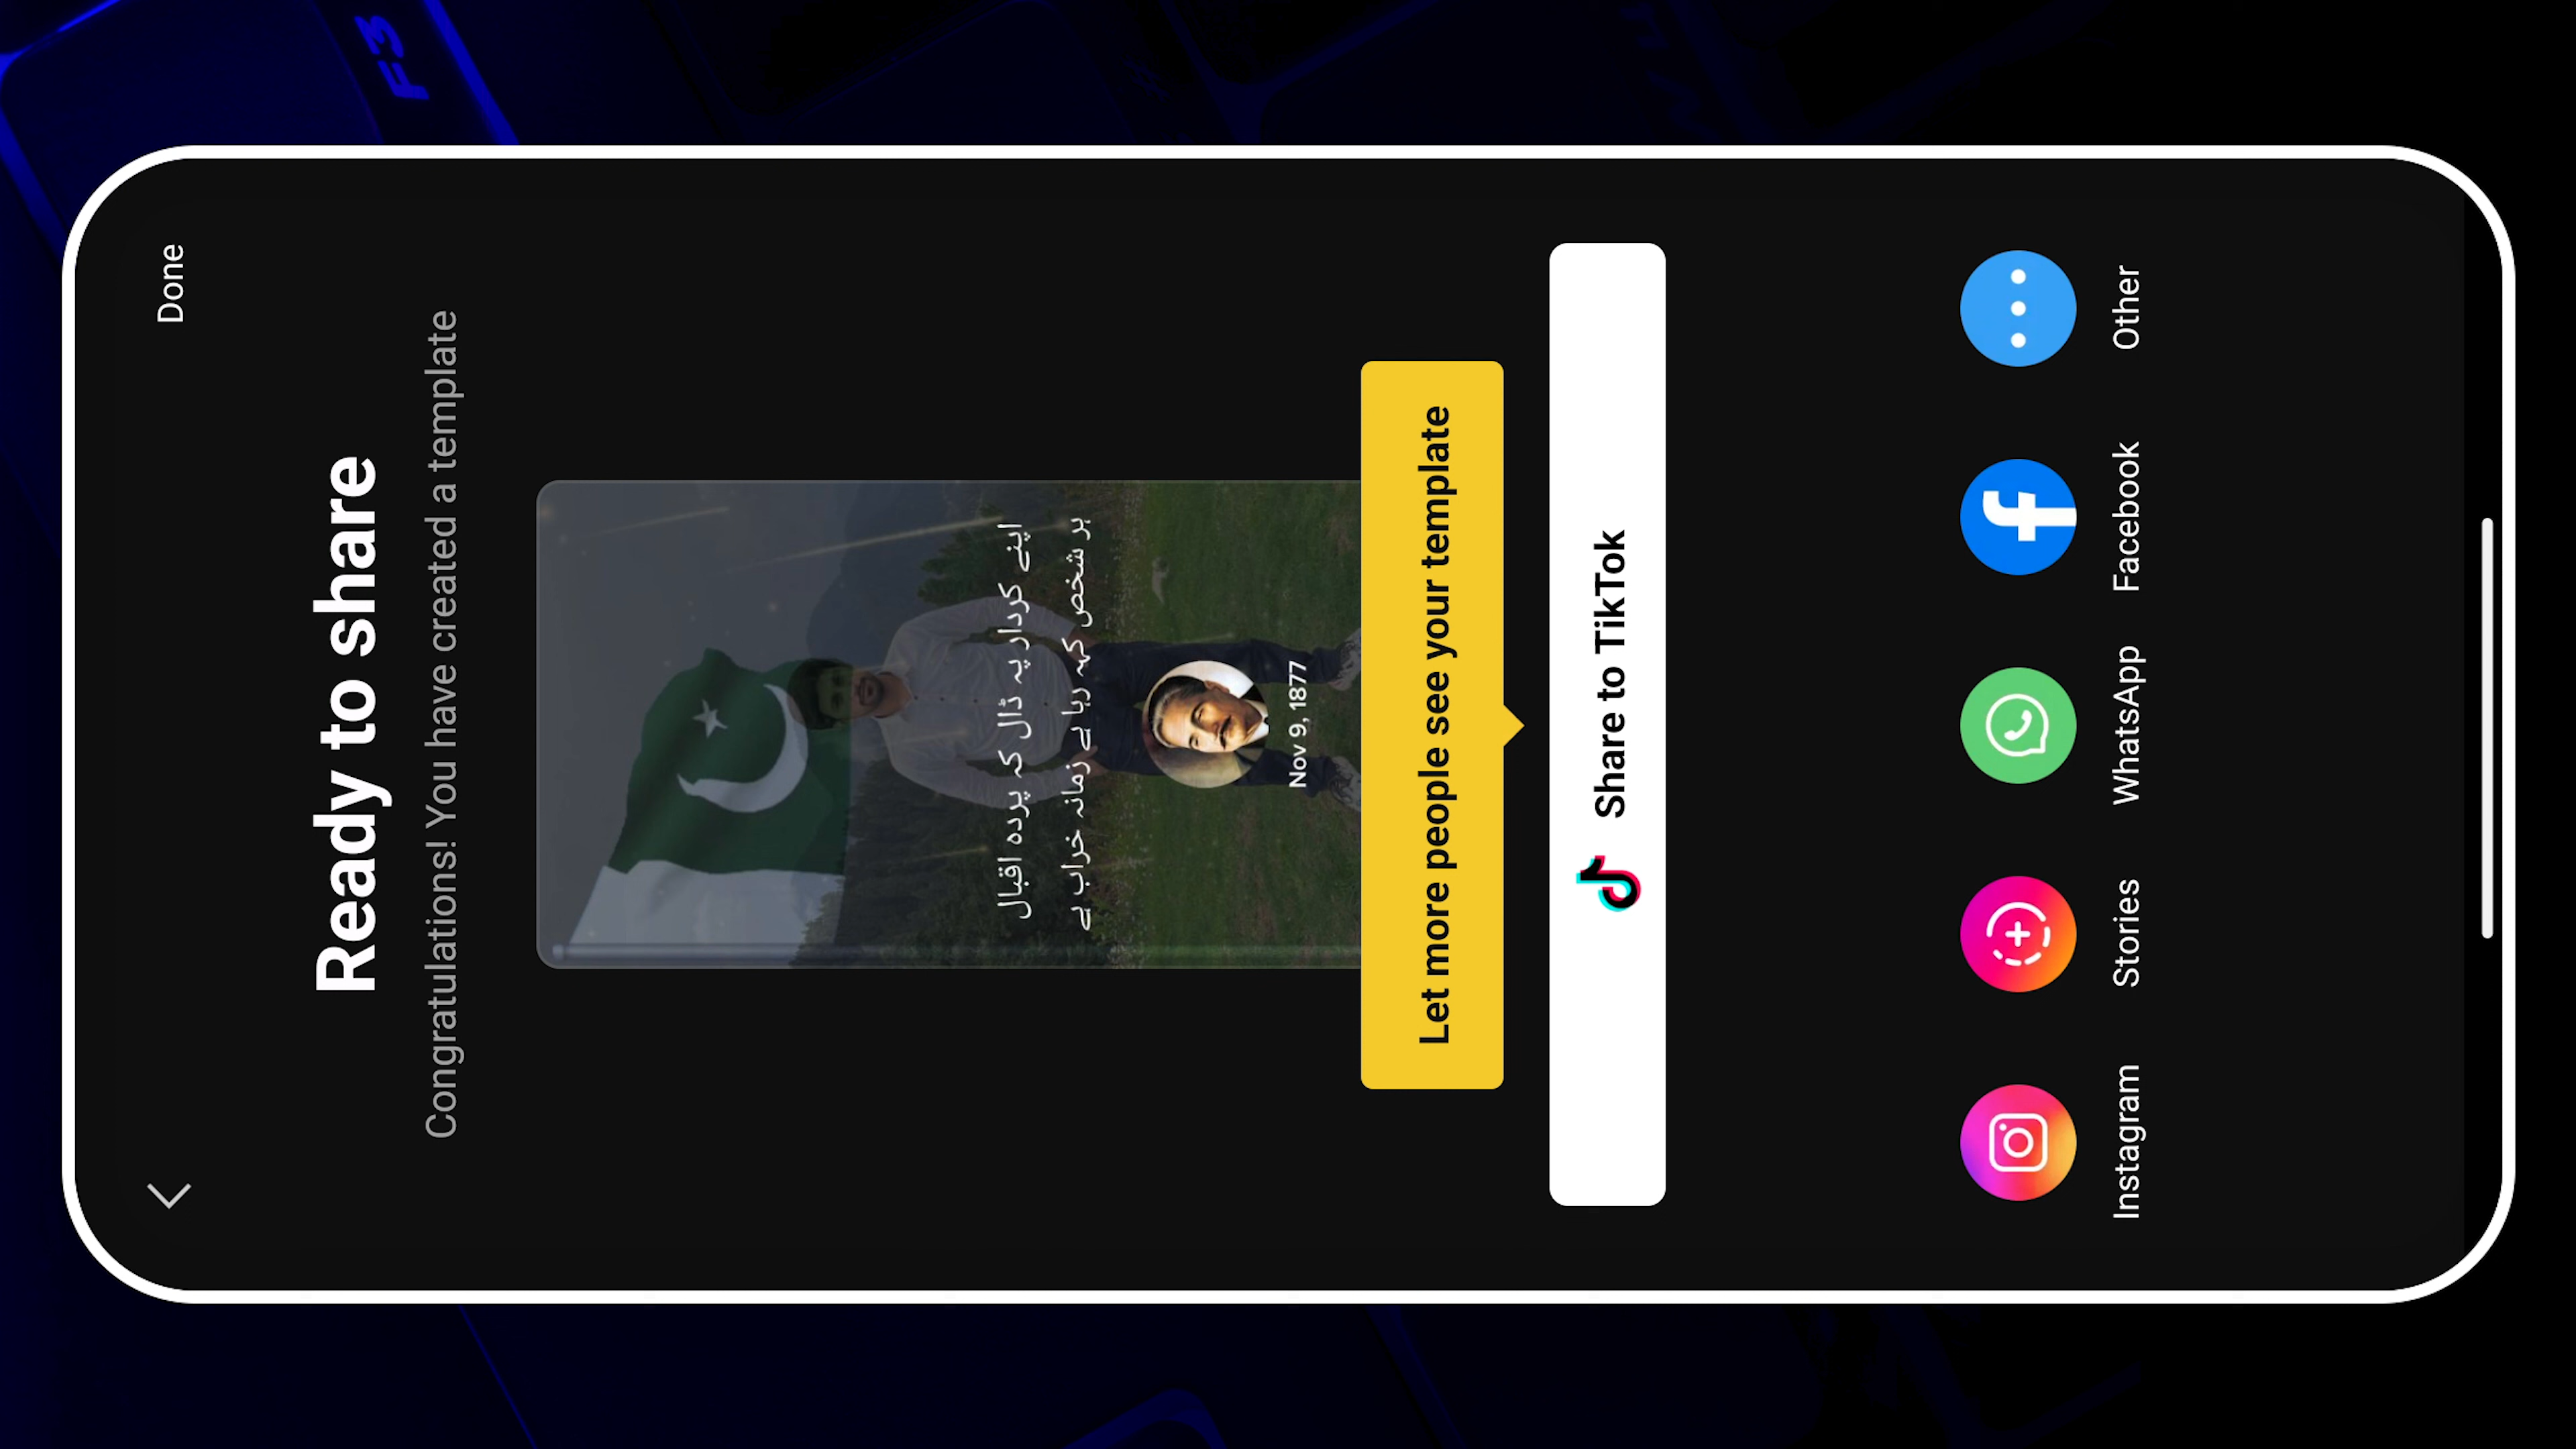 F3
Done
Ready to share
Congratulations! You have created a template
اپنے کردار پہ ڈال کہ پردہ اقبال
ہر شخص کہہ رہا ہے زمانہ خراب ہے
Nov 9, 1877
Let more people see your template
Share to TikTok
Instagram
Stories
WhatsApp
Facebook
Other